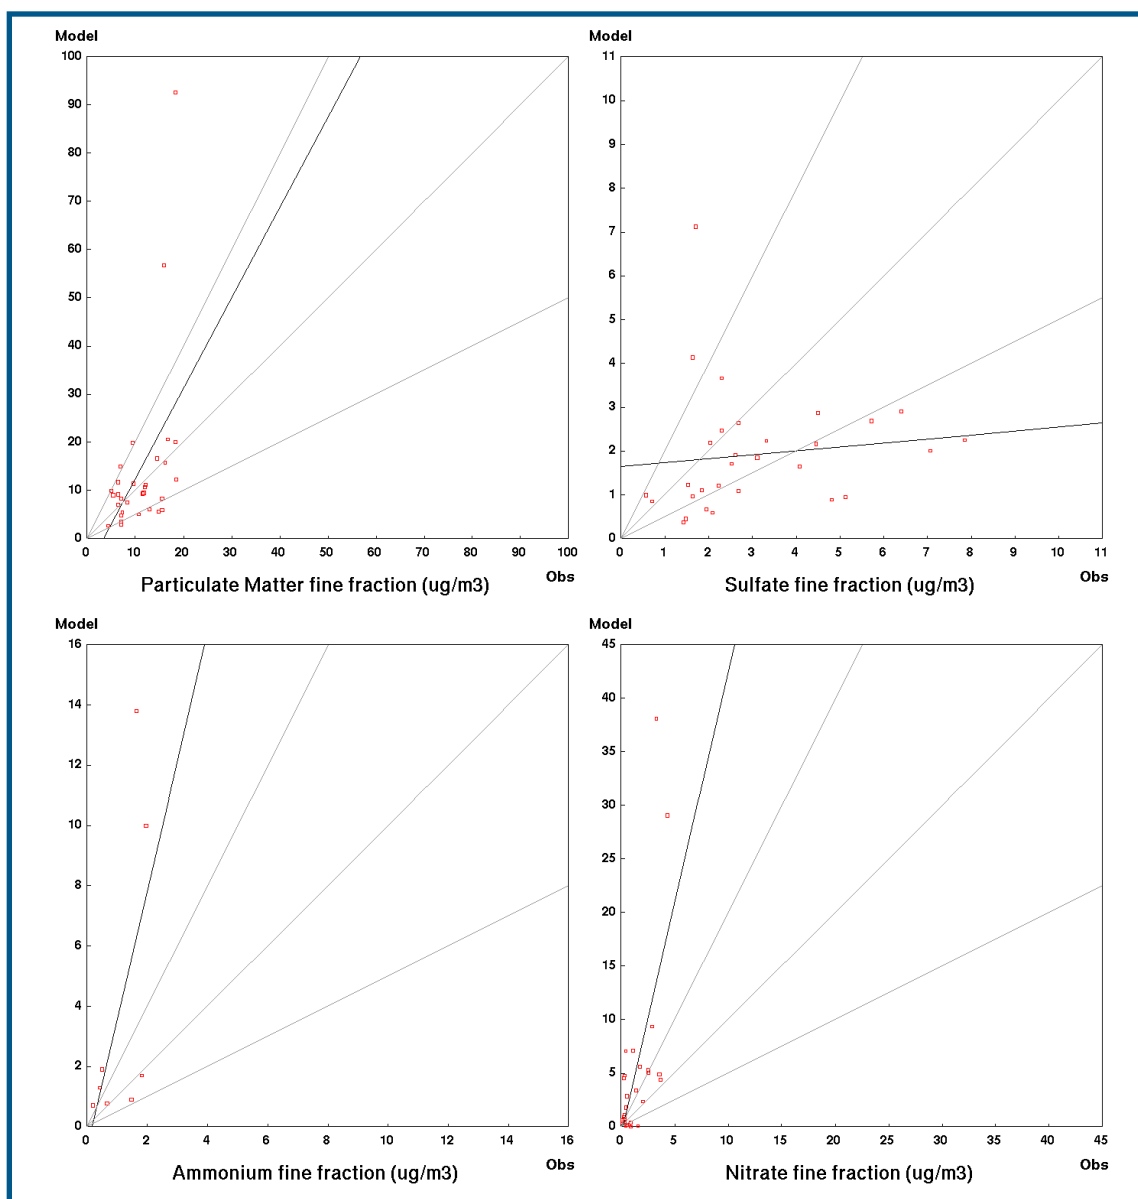 Model
100
90
80
70
60
50
40
30
20
10
0
0 10 20 30 40 50 60 70 80 90 100
Obs
Particulate Matter fine fraction (ug/m3)
Model
11
10
9
8
7
6
5
4
3
2
1
0
0 1 2 3 4 5 6 7 8 9 10 11
Obs
Sulfate fine fraction (ug/m3)
Model
16
14
12
10
8
6
4
2
0
0 2 4 6 8 10 12 14 16
Obs
Ammonium fine fraction (ug/m3)
Model
45
40
35
30
25
20
15
10
5
0
0 5 10 15 20 25 30 35 40 45
Obs
Nitrate fine fraction (ug/m3)